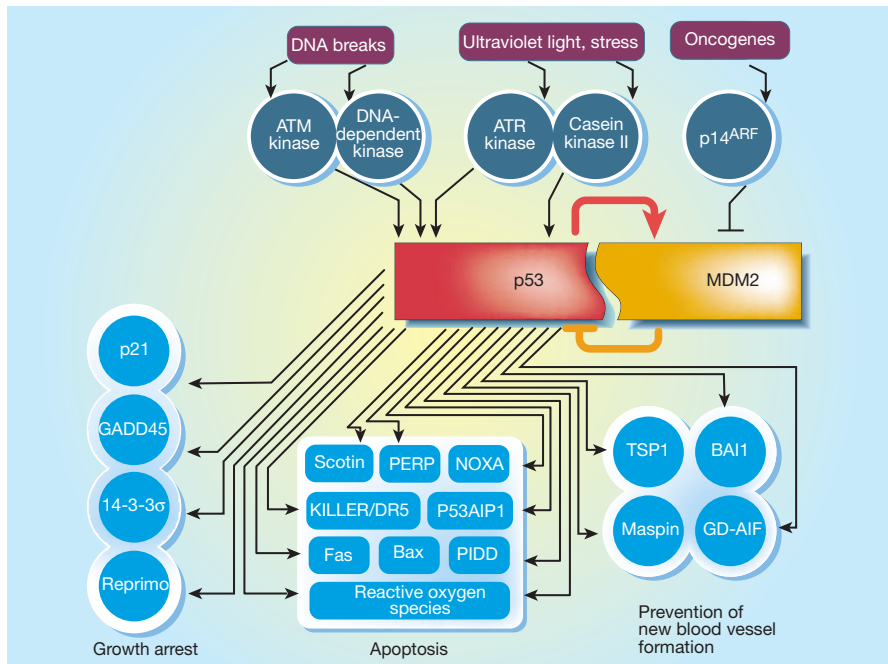 DNA breaks
Ultraviolet light, stress
Oncogenes
ATM
kinase
DNA-
dependent
kinase
ATR
kinase
Casein
kinase II
p14ARF
p53
MDM2
p21
GADD45
14-3-3σ
Reprimo
Growth arrest
Scotin
PERP
NOXA
KILLER/DR5
P53AIP1
Fas
Bax
PIDD
Reactive oxygen
species
Apoptosis
TSP1
BAI1
Maspin
GD-AIF
Prevention of
new blood vessel
formation